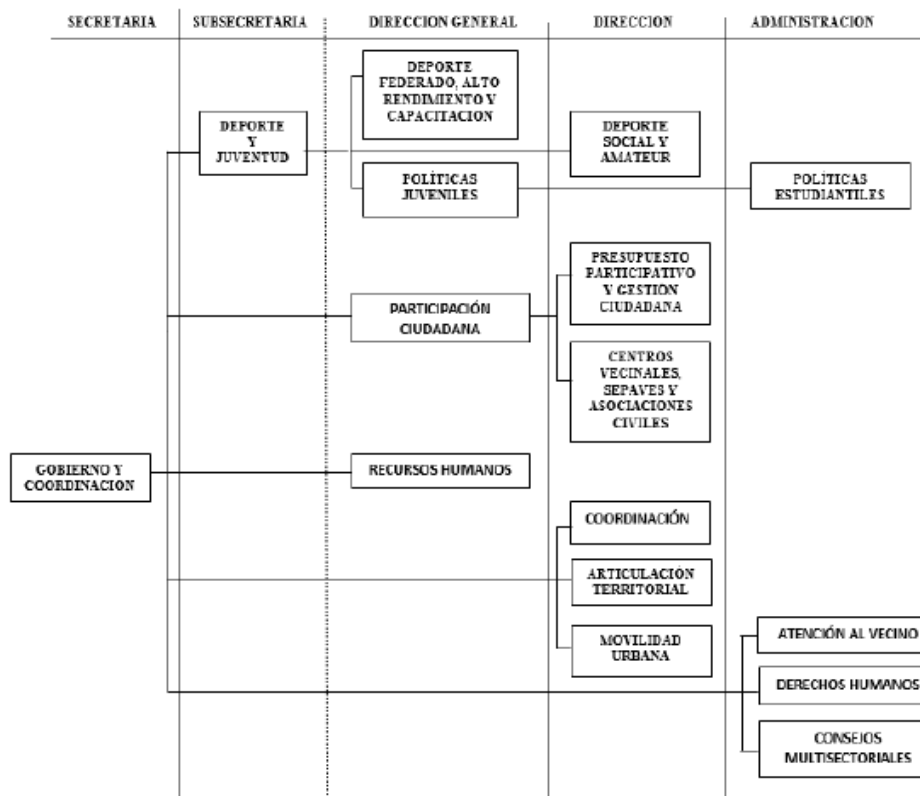 SECRETARIA
SUBSECRETARIA
DIRECCION GENERAL
DIRECCION
ADMINISTRACION
DEPORTE
FEDERADO, ALTO
RENDIMIENTO Y
CAPACITACION
DEPORTE
Y
JUVENTUD
DEPORTE
SOCIAL Y
AMATEUR
POLÍTICAS
JUVENILES
POLÍTICAS
ESTUDIANTILES
PRESUPUESTO
PARTICIPATIVO
Y GESTIÓN
CIUDADANA
PARTICIPACIÓN
CIUDADANA
CENTROS
VECINALES,
SEPAVES Y
ASOCIACIONES
CIVILES
GOBIERNO Y
COORDINACION
RECURSOS HUMANOS
COORDINACIÓN
ARTICULACIÓN
TERRITORIAL
MOVILIDAD
URBANA
ATENCIÓN AL VECINO
DERECHOS HUMANOS
CONSEJOS
MULTISECTORIALES